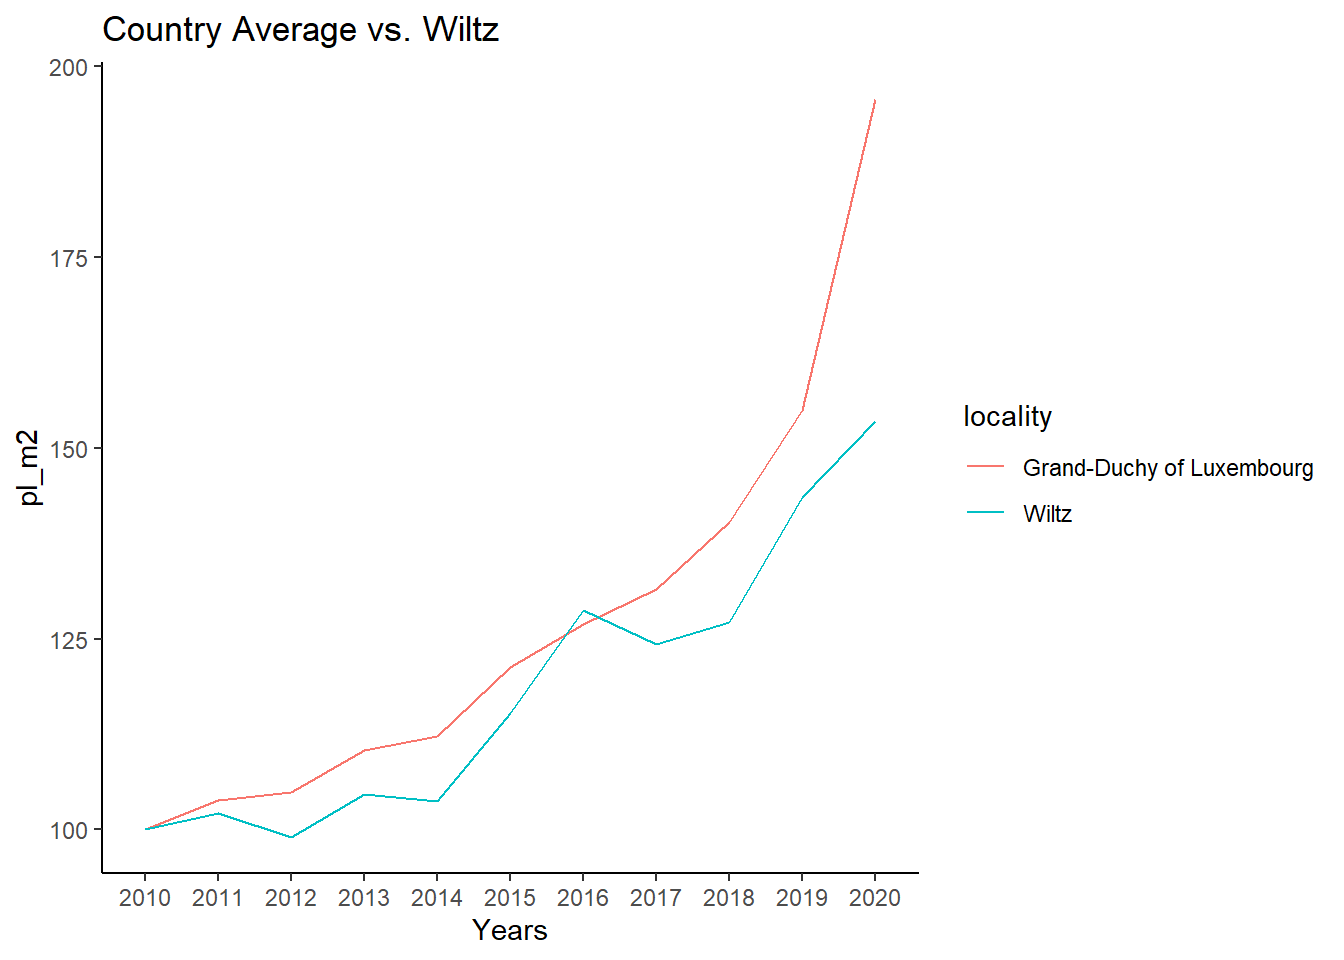 Country Average vs. Wiltz
200
175
150
125
100
pl_m2
2010 2011 2012 2013 2014 2015 2016 2017 2018 2019 2020
Years
locality
Grand-Duchy of Luxembourg
Wiltz